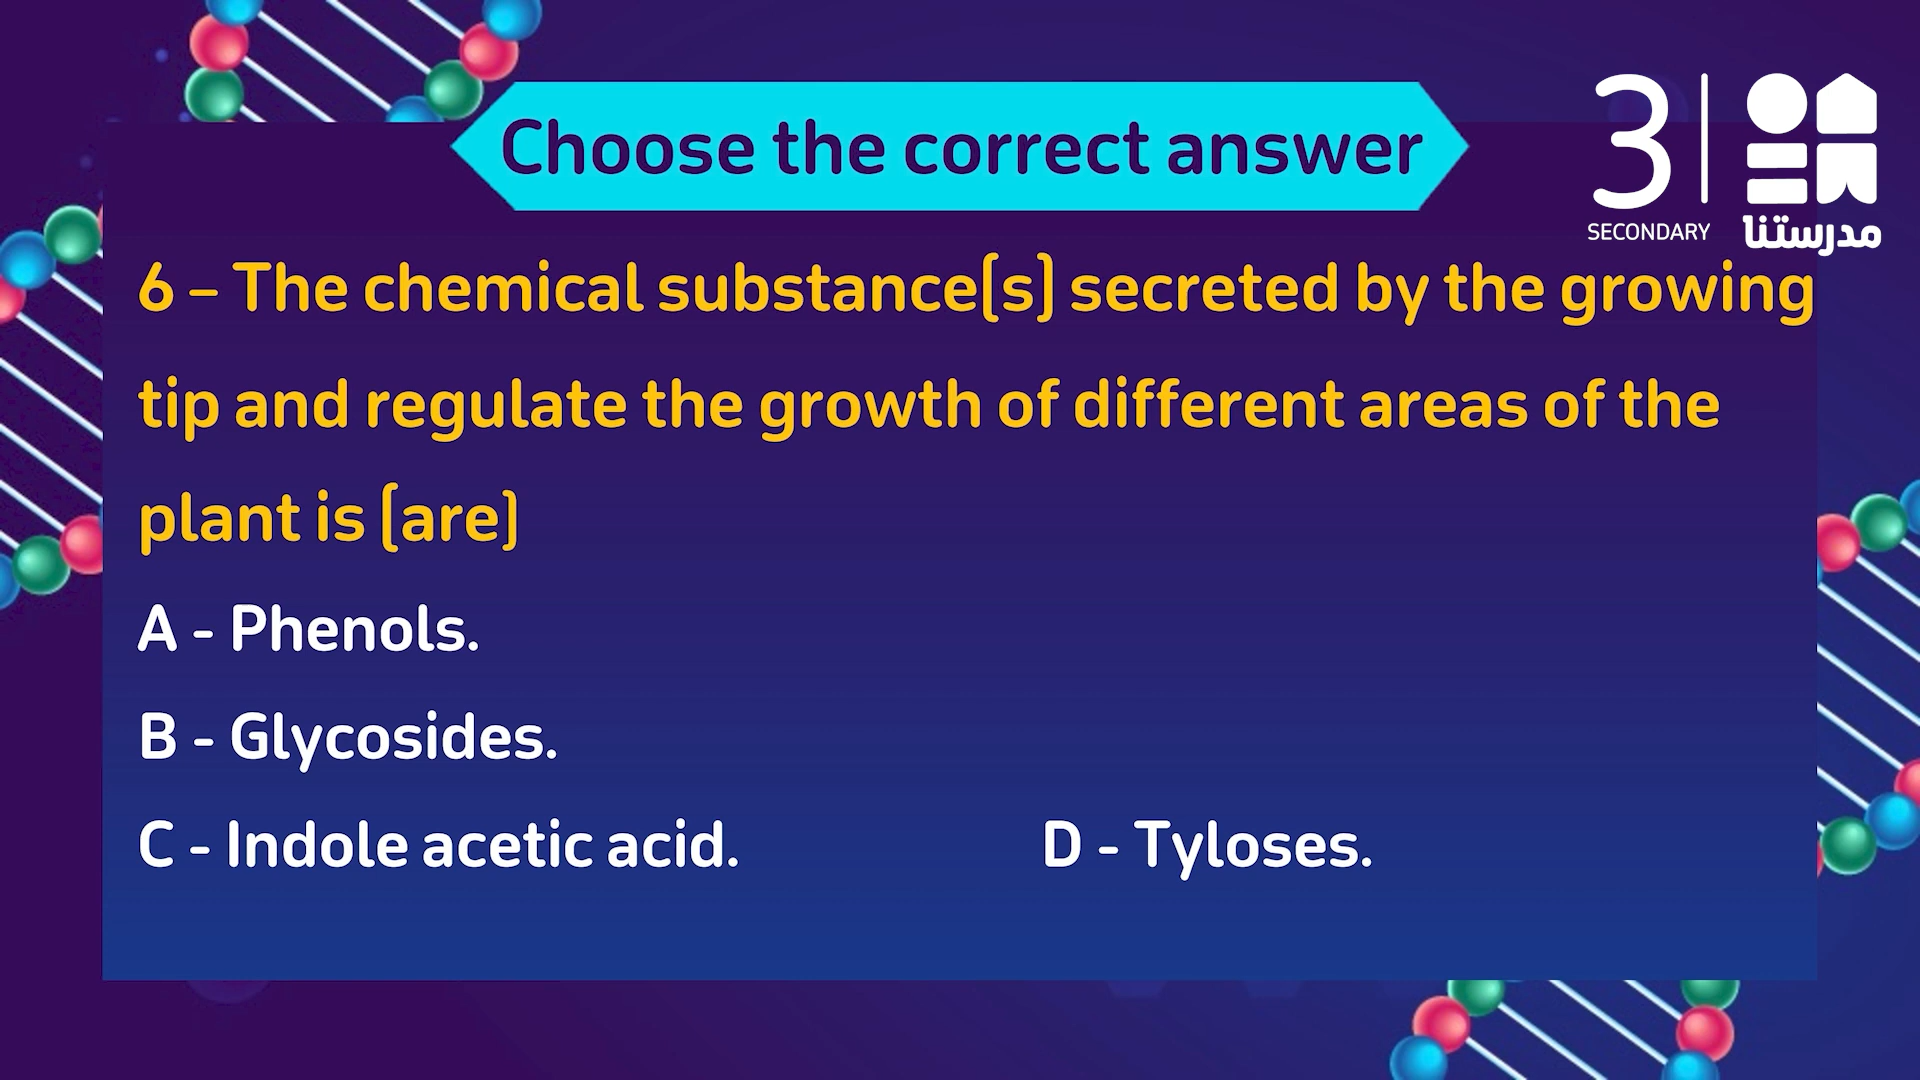 Choose the correct answer
3
SECONDARY
مدرستنا
6 – The chemical substance(s) secreted by the growing
tip and regulate the growth of different areas of the
plant is (are)
A - Phenols.
B - Glycosides.
C - Indole acetic acid. D - Tyloses.